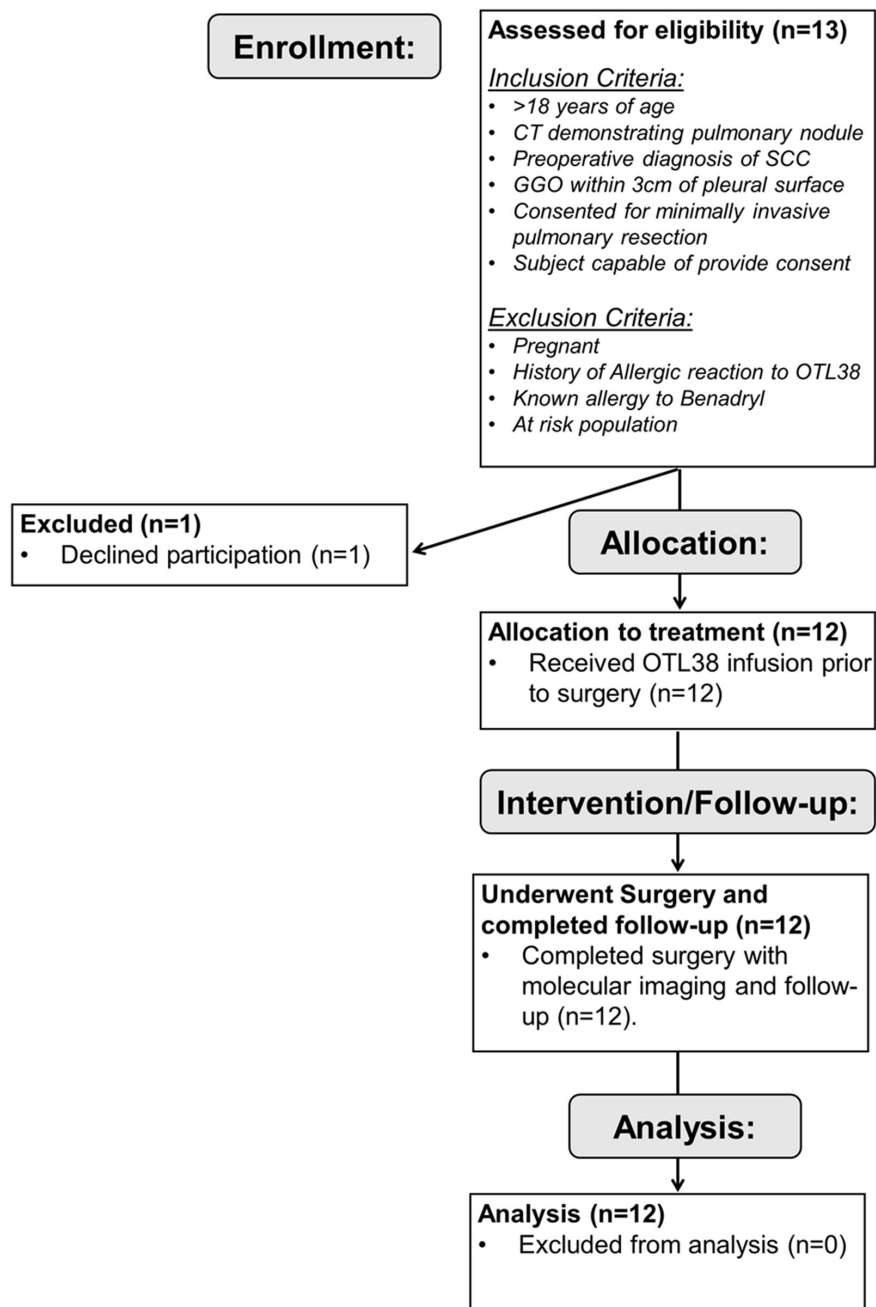 Enrollment:
Assessed for eligibility (n=13)
Inclusion Criteria:
• >18 years of age
• CT demonstrating pulmonary nodule
• Preoperative diagnosis of SCC
• GGO within 3cm of pleural surface
• Consented for minimally invasive
pulmonary resection
• Subject capable of provide consent
Exclusion Criteria:
• Pregnant
• History of Allergic reaction to OTL38
• Known allergy to Benadryl
• At risk population
Excluded (n=1)
• Declined participation (n=1)
Allocation:
Allocation to treatment (n=12)
• Received OTL38 infusion prior
to surgery (n=12)
Intervention/Follow-up:
Underwent Surgery and
completed follow-up (n=12)
• Completed surgery with
molecular imaging and follow-
up (n=12).
Analysis:
Analysis (n=12)
• Excluded from analysis (n=0)